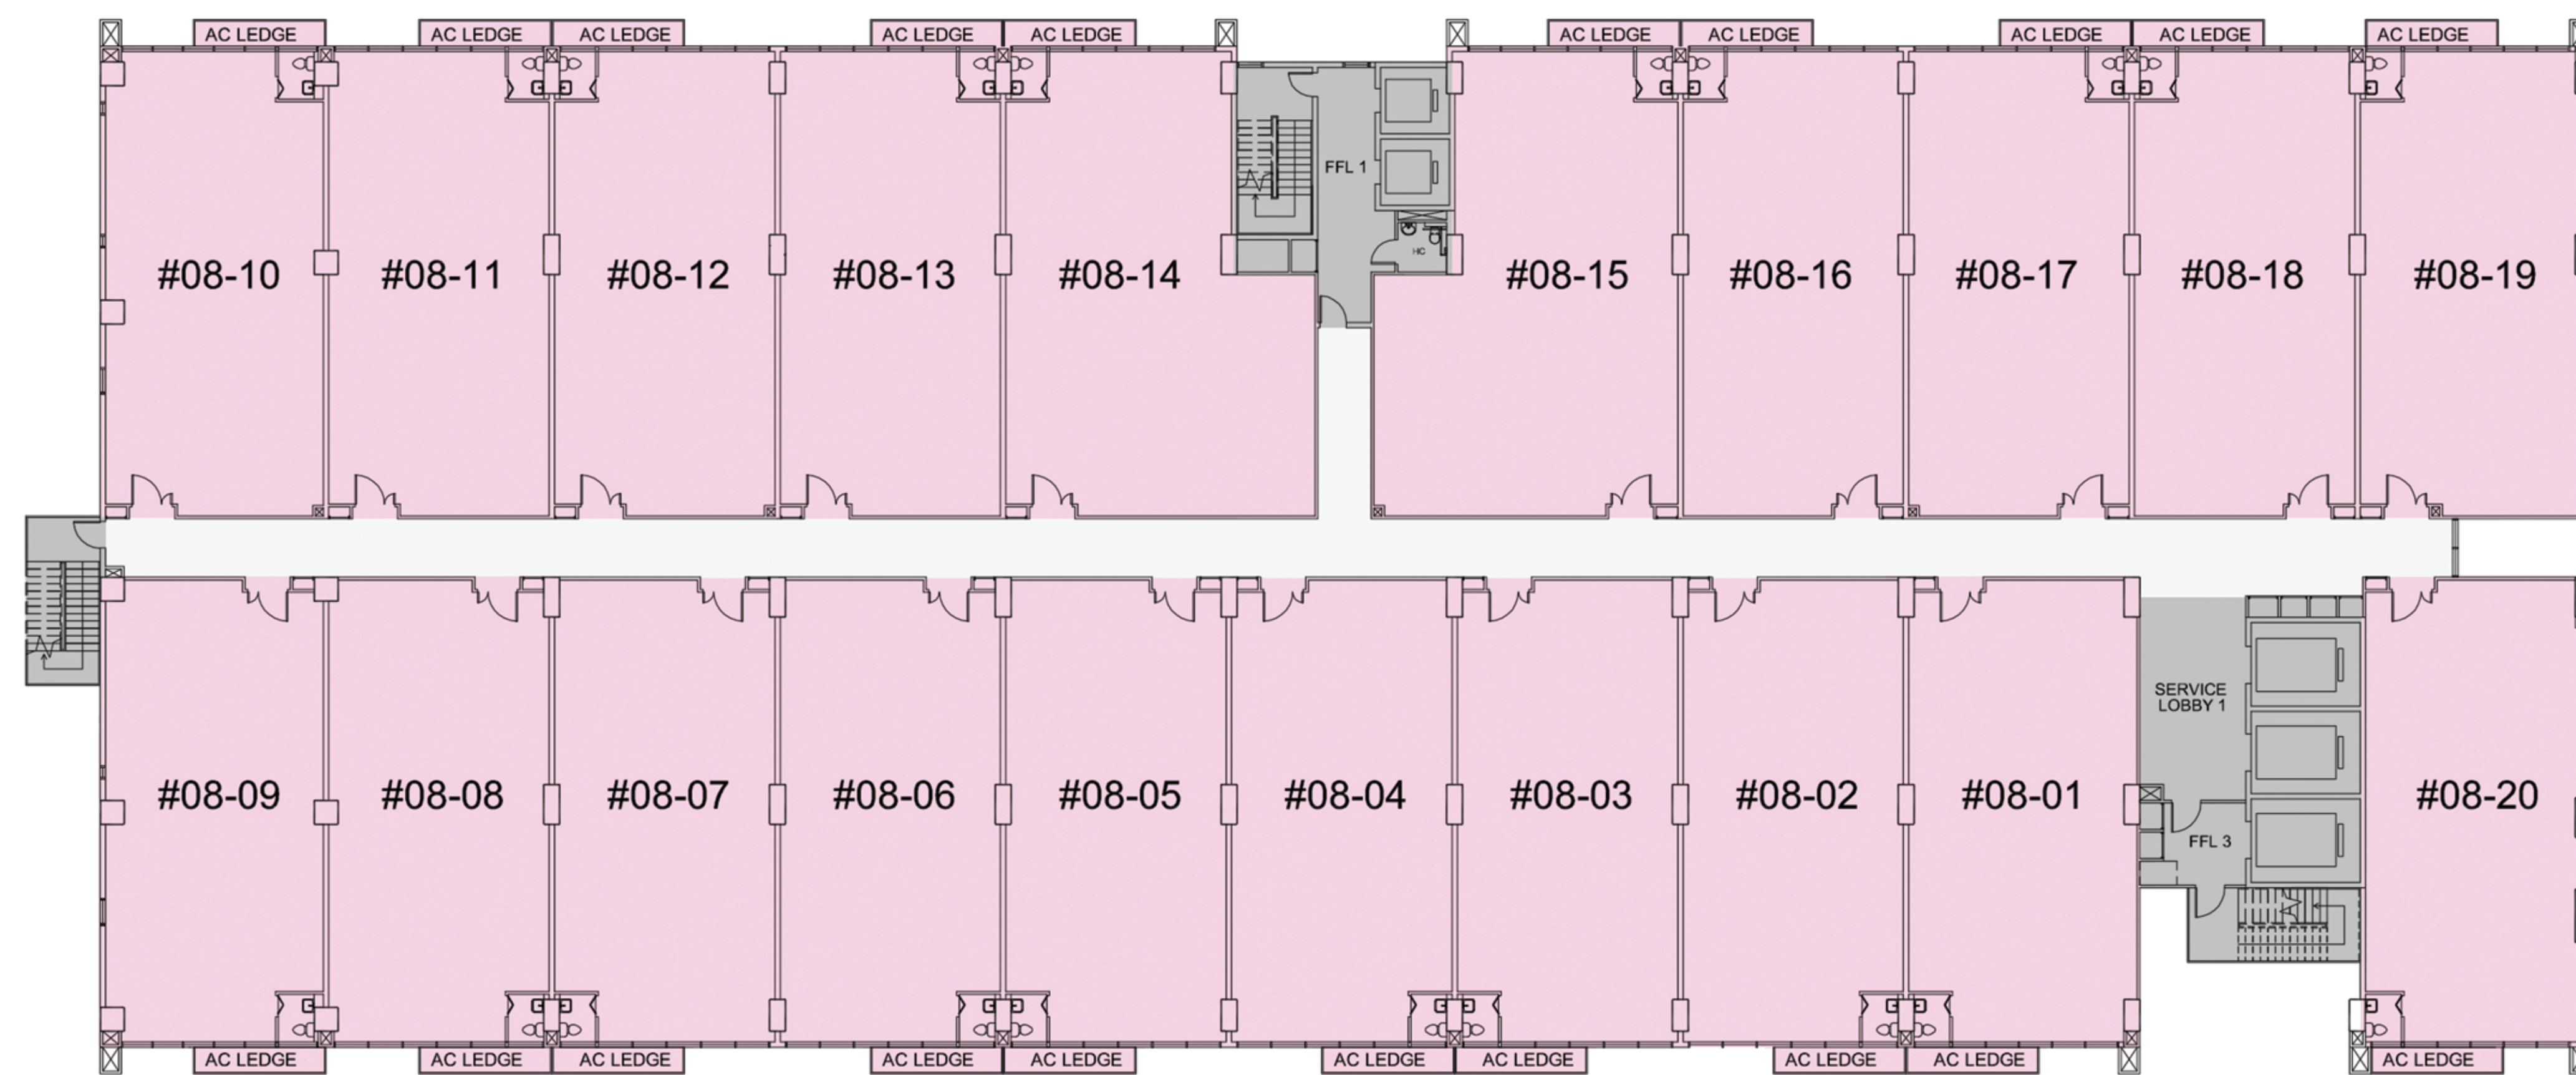 AC LEDGE AC LEDGE AC LEDGE AC LEDGE AC LEDGE AC LEDGE AC LEDGE AC LEDGE AC LEDGE AC LEDGE
FFL 1
HC
#08-10 #08-11 #08-12 #08-13 #08-14 #08-15 #08-16 #08-17 #08-18 #08-19
SERVICE
LOBBY 1
#08-09 #08-08 #08-07 #08-06 #08-05 #08-04 #08-03 #08-02 #08-01 #08-20
FFL 3
AC LEDGE AC LEDGE AC LEDGE AC LEDGE AC LEDGE AC LEDGE AC LEDGE AC LEDGE AC LEDGE AC LEDGE